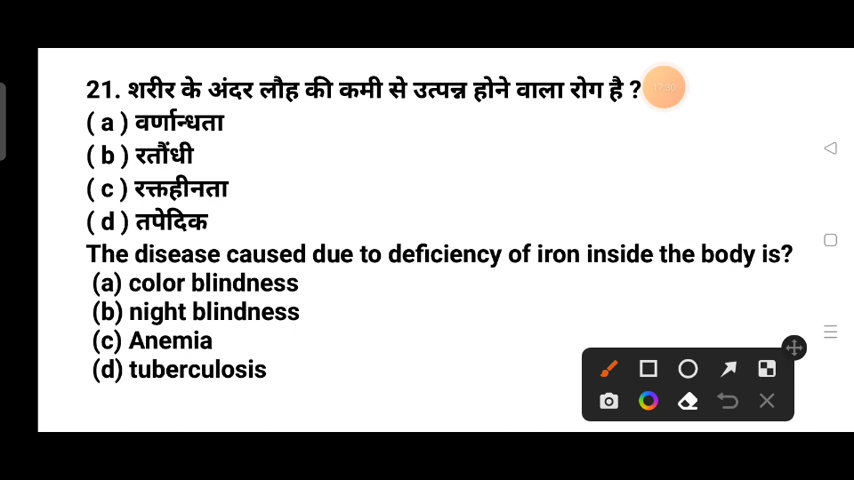 21. शरीर के अंदर लौह की कमी से उत्पन्न होने वाला रोग है ?
( a ) वर्णान्धता
( b ) रतौंधी
( c ) रक्तहीनता
( d ) तपेदिक
The disease caused due to deficiency of iron inside the body is?
(a) color blindness
(b) night blindness
(c) Anemia
(d) tuberculosis